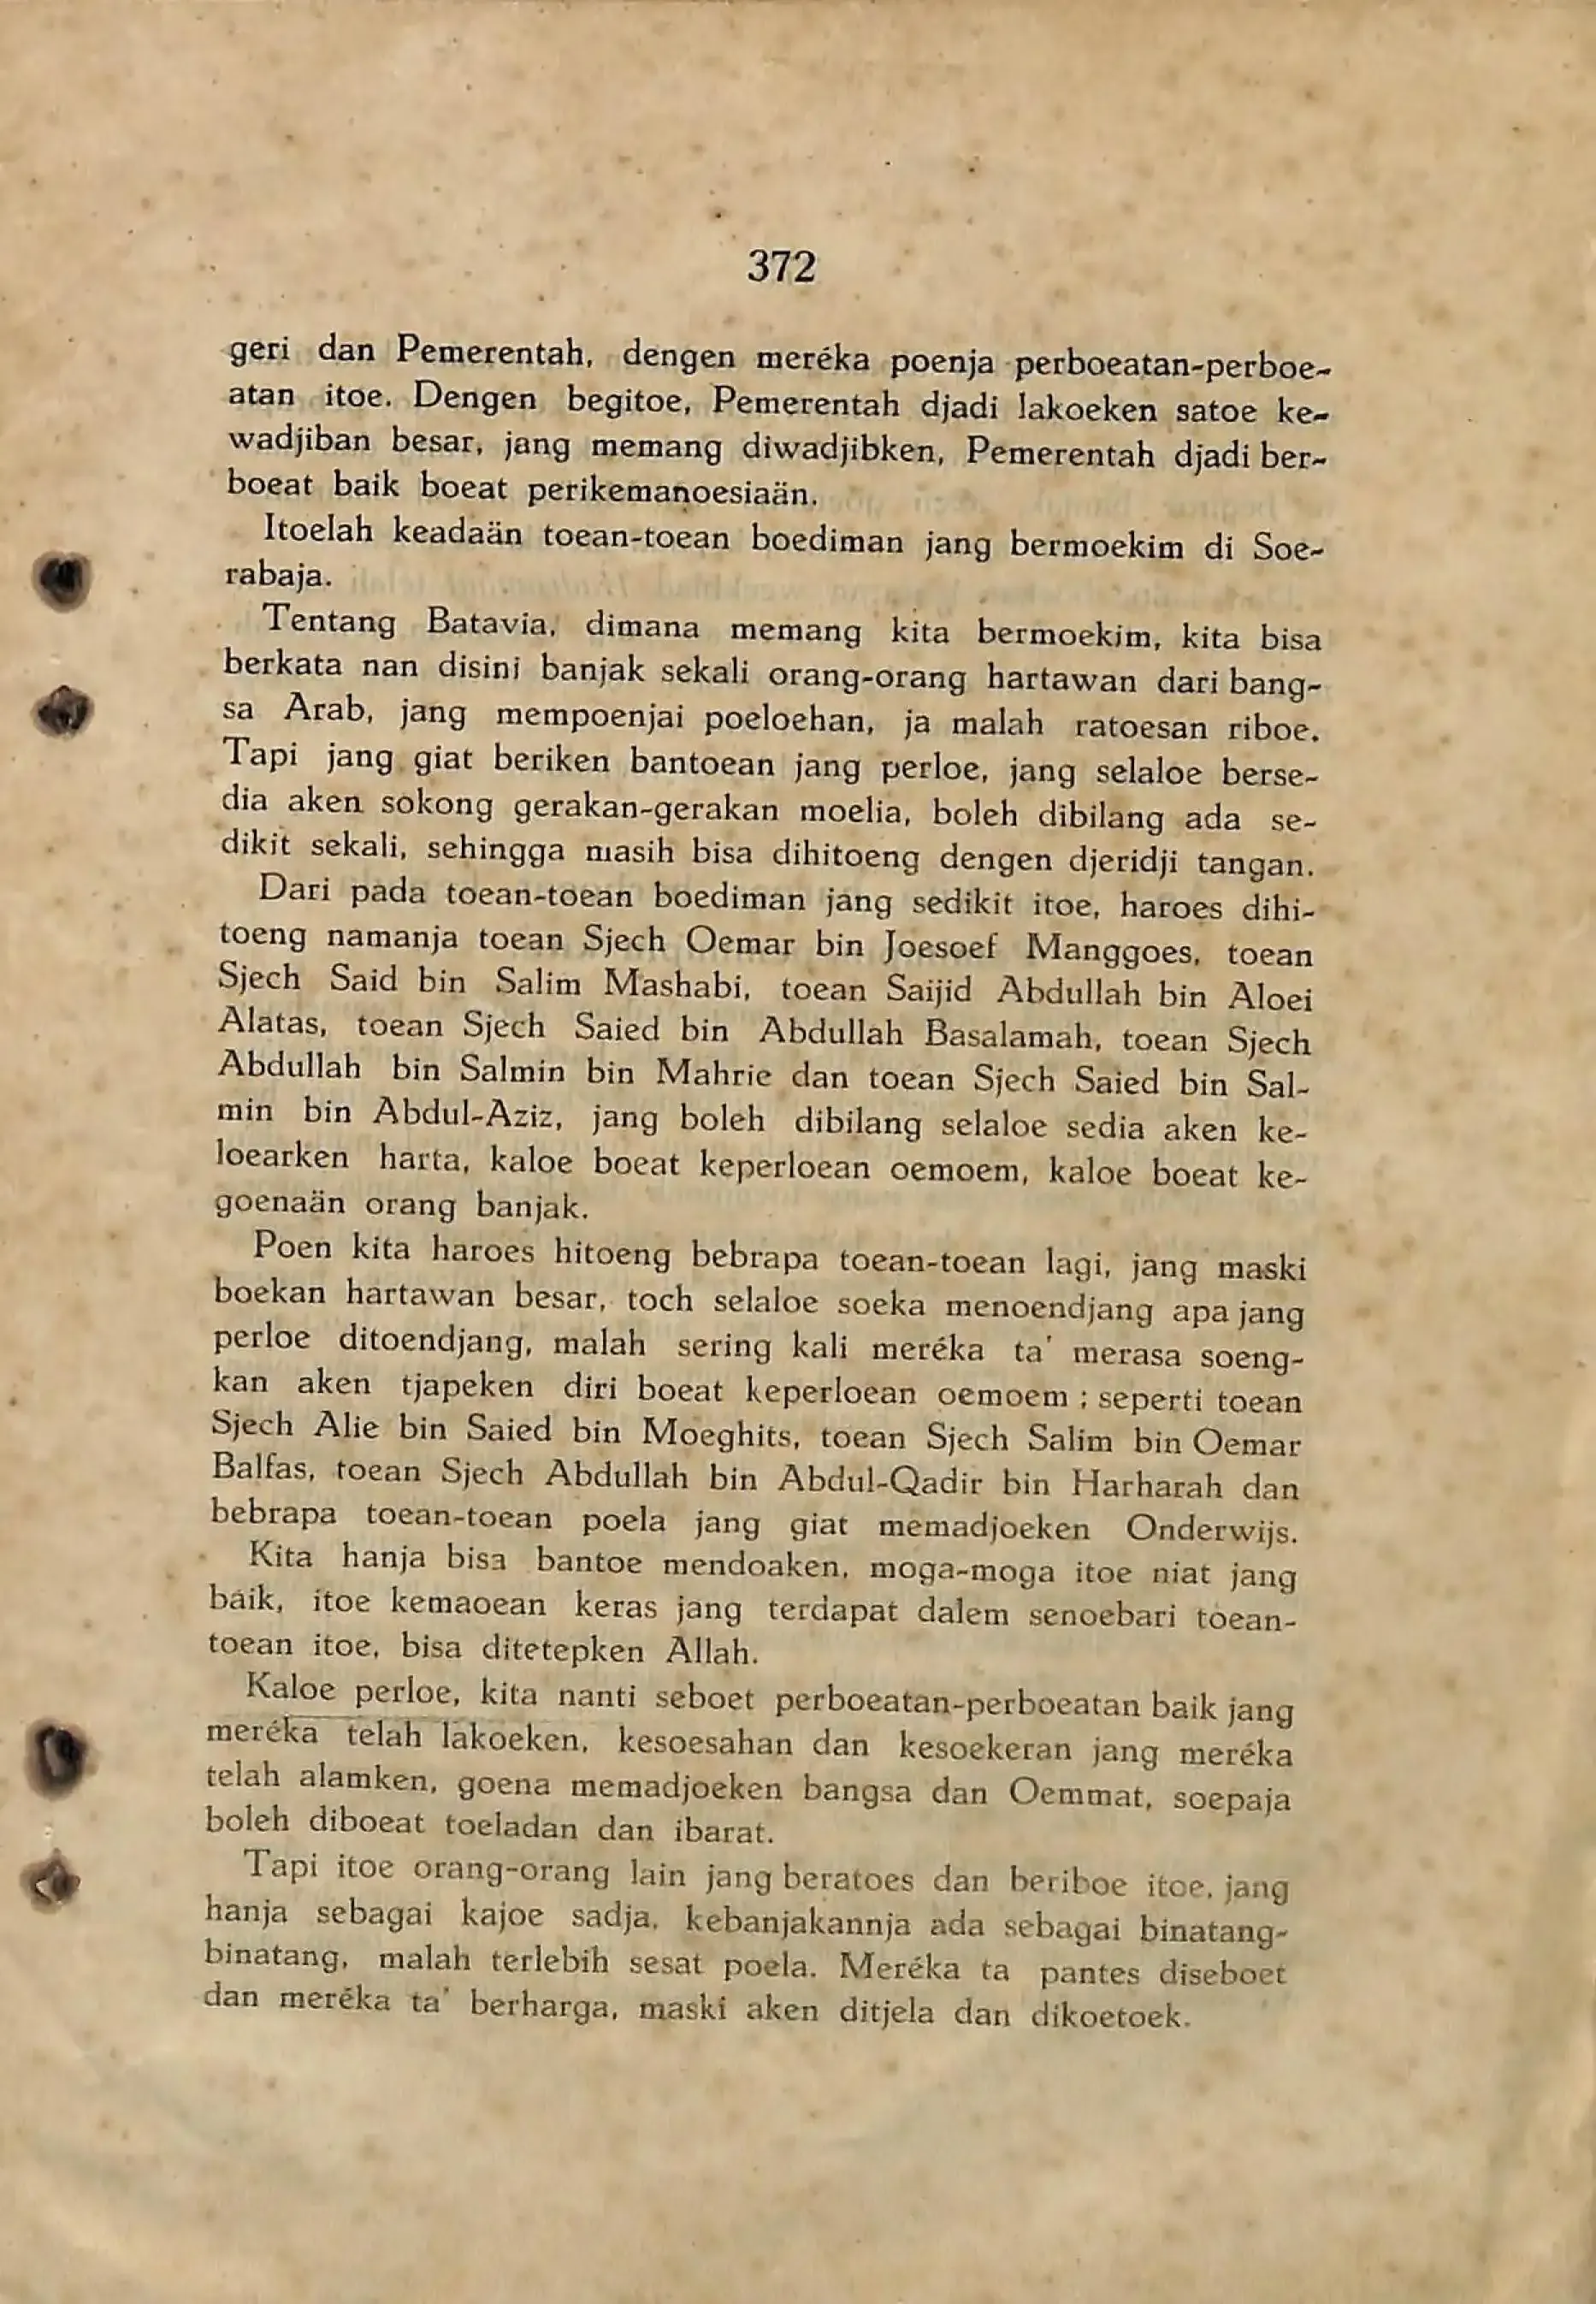 372
geri dan Pemerentah, dengen meréka poenja perboeatan-perboe-
atan itoe. Dengen begitoe, Pemerentah djadi lakoeken satoe ke-
wadjiban besar, jang memang diwadjibken, Pemerentah djadi ber-
boeat baik boeat perikemanoesiaän.
Itoelah keadaän toean-toean boediman jang bermoekim di Soe-
rabaja.
Tentang Batavia, dimana memang kita bermoekim, kita bisa
berkata nan disini banjak sekali orang-orang hartawan dari bang-
sa Arab, jang mempoenjai poeloehan, ja malah ratoesan riboe.
Tapi jang giat beriken bantoean jang perloe, jang selaloe berse-
dia aken sokong gerakan-gerakan moelia, boleh dibilang ada se-
dikit sekali, sehingga masih bisa dihitoeng dengen djeridji tangan.
Dari pada toean-toean boediman jang sedikit itoe, haroes dihi-
toeng namanja toean Sjech Oemar bin Joesoef Manggoes, toean
Sjech Said bin Salim Mashabi, toean Saijid Abdullah bin Aloei
Alatas, toean Sjech Saied bin Abdullah Basalamah, toean Sjech
Abdullah bin Salmin bin Mahrie dan toean Sjech Saied bin Sal-
min bin Abdul-Aziz, jang boleh dibilang selaloe sedia aken ke-
loearken harta, kaloe boeat keperloean oemoem, kaloe boeat ke-
goenaän orang banjak.
Poen kita haroes hitoeng bebrapa toean-toean lagi, jang maski
boekan hartawan besar, toch selaloe soeka menoendjang apa jang
perloe ditoendjang, malah sering kali meréka ta' merasa soeng-
kan aken tjapeken diri boeat keperloean oemoem ; seperti toean
Sjech Alie bin Saied bin Moeghits, toean Sjech Salim bin Oemar
Balfas, toean Sjech Abdullah bin Abdul-Qadir bin Harharah dan
bebrapa toean-toean poela jang giat memadjoeken Onderwijs.
Kita hanja bisa bantoe mendoaken, moga-moga itoe niat jang
baik, itoe kemaoean keras jang terdapat dalem senoebari toean-
toean itoe, bisa ditetepken Allah.
Kaloe perloe, kita nanti seboet perboeatan-perboeatan baik jang
meréka telah lakoeken, kesoesahan dan kesoekeran jang meréka
telah alamken, goena memadjoeken bangsa dan Oemmat, soepaja
boleh diboeat toeladan dan ibarat.
Tapi itoe orang-orang lain jang beratoes dan beriboe itoe, jang
hanja sebagai kajoe sadja, kebanjakannja ada sebagai binatang-
binatang, malah terlebih sesat poela. Meréka ta pantes diseboet
dan meréka ta' berharga, maski aken ditjela dan dikoetoek.